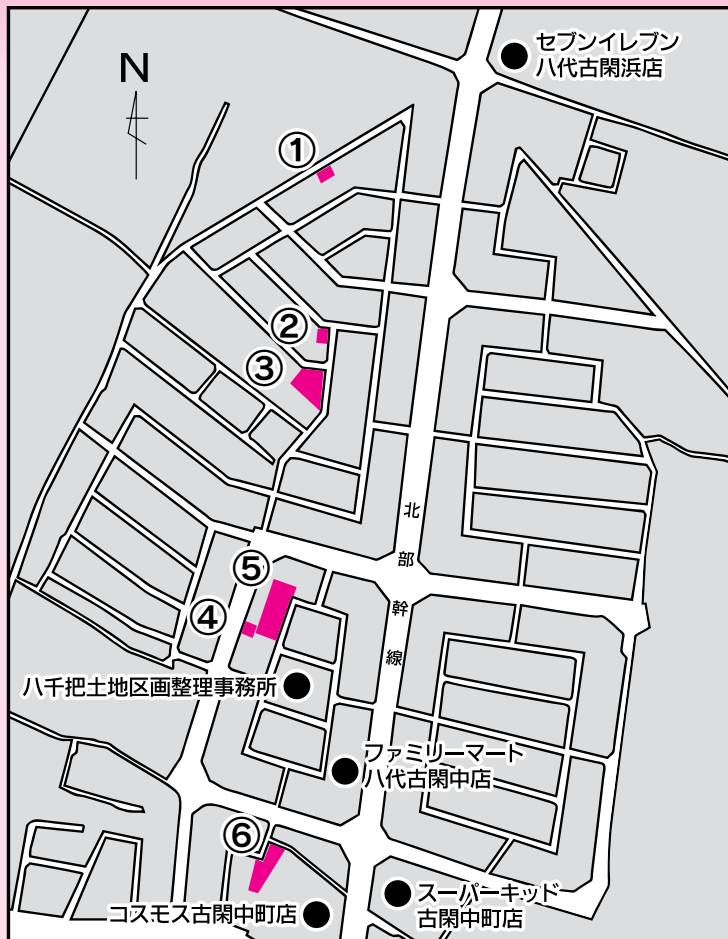 セブンイレブン
八代古閑浜店
N
①
②
③
北部幹線
⑤
④
八千把土地区画整理事務所
ファミリーマート
八代古閑中店
⑥
スーパーキッド
古閑中町店
コスモス古閑中町店